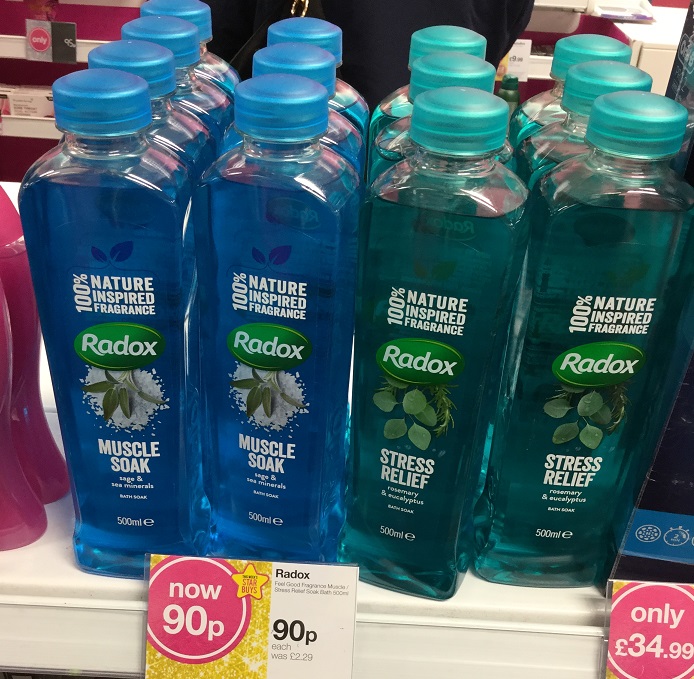 only
£9.99
100% NATURE
INSPIRED
FRAGRANCE
Radox
MUSCLE
SOAK
sage &
sea minerals
BATH SOAK
500ml e
100% NATURE
INSPIRED
FRAGRANCE
Radox
MUSCLE
SOAK
sage &
sea minerals
BATH SOAK
500ml e
100% NATURE
INSPIRED
FRAGRANCE
Radox
STRESS
RELIEF
rosemary
& eucalyptus
BATH SOAK
500ml e
100% NATURE
INSPIRED
FRAGRANCE
Radox
STRESS
RELIEF
rosemary
& eucalyptus
BATH SOAK
500ml e
now
90p
STAR
BUYS
Radox
Feel Good Fragrance Muscle /
Stress Relief Soak Bath 500ml
90p
each
was £2.29
only
£34.99